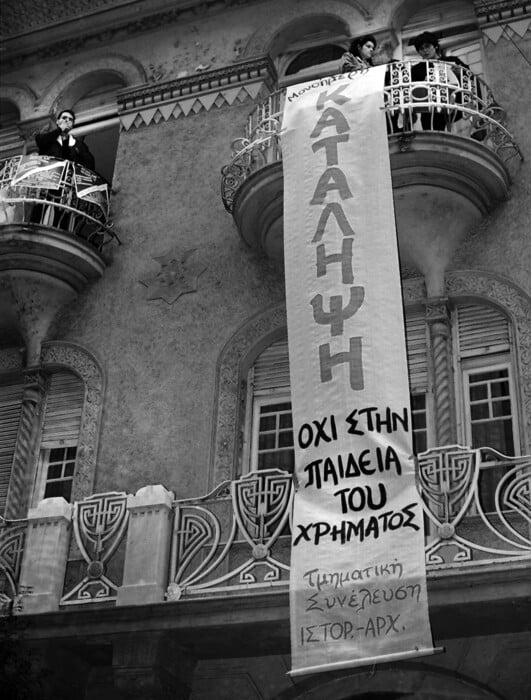 ΚΑΤΑΛΗΨΗ
ΟΧΙ ΣΤΗΝ
ΠΑΙΔΕΙΑ
ΤΟΥ
ΧΡΗΜΑΤΟΣ
Τμηματική
Συνέλευση
ΙΣΤΟΡ.-ΑΡΧ.